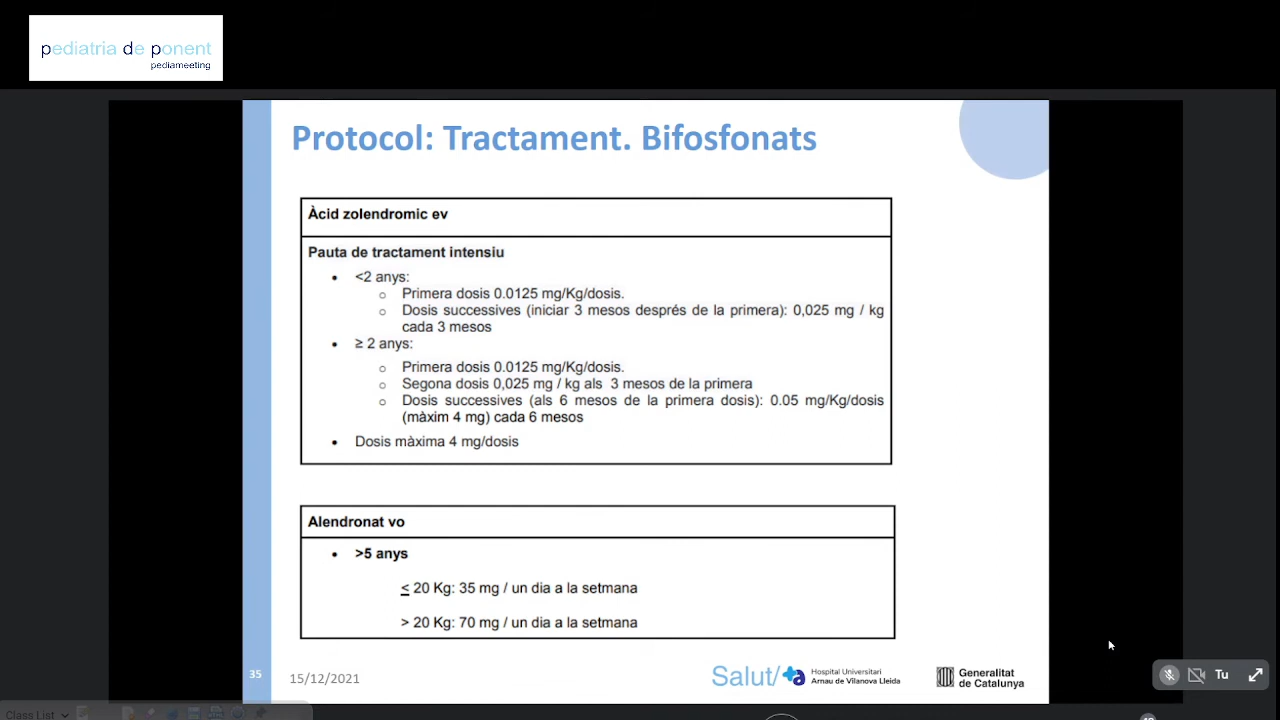 pediatria de ponent
pediameeting
Protocol: Tractament. Bifosfonats
Àcid zolendromic ev
Pauta de tractament intensiu
• <2 anys:
○ Primera dosis 0.0125 mg/Kg/dosis.
○ Dosis successives (iniciar 3 mesos després de la primera): 0,025 mg / kg
cada 3 mesos
• ≥ 2 anys:
○ Primera dosis 0.0125 mg/Kg/dosis.
○ Segona dosis 0,025 mg / kg als 3 mesos de la primera
○ Dosis successives (als 6 mesos de la primera dosis): 0.05 mg/Kg/dosis
(màxim 4 mg) cada 6 mesos
• Dosis màxima 4 mg/dosis
Alendronat vo
• >5 anys
≤ 20 Kg: 35 mg / un dia a la setmana
> 20 Kg: 70 mg / un dia a la setmana
35
15/12/2021
Salut/
Hospital Universitari
Arnau de Vilanova Lleida
Generalitat
de Catalunya
Tu
Class List